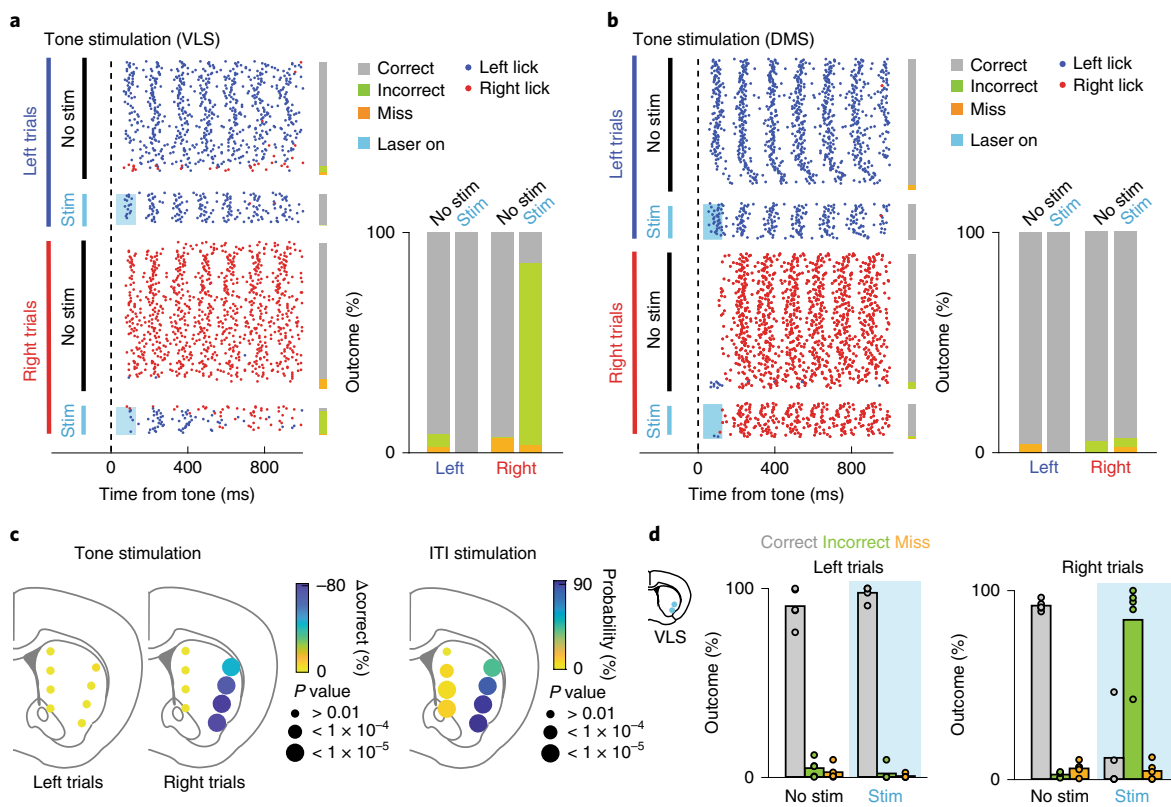 a
Tone stimulation (VLS)
Left trials
No stim
Stim
Right trials
No stim
Stim
0 400 800
Time from tone (ms)
Correct
Incorrect
Miss
Laser on
Left lick
Right lick
No stim
Stim
No stim
Stim
100
0
Outcome (%)
Left Right
b
Tone stimulation (DMS)
Left trials
No stim
Stim
Right trials
No stim
Stim
0 400 800
Time from tone (ms)
Correct
Incorrect
Miss
Laser on
Left lick
Right lick
No stim
Stim
No stim
Stim
100
0
Outcome (%)
Left Right
c
Tone stimulation
Left trials
Right trials
–80
0
Δcorrect (%)
P value
> 0.01
< 1 × 10⁻⁴
< 1 × 10⁻⁵
ITI stimulation
90
0
Probability (%)
P value
> 0.01
< 1 × 10⁻⁴
< 1 × 10⁻⁵
d
Correct Incorrect Miss
VLS
Left trials
100
0
Outcome (%)
No stim Stim
Right trials
100
0
Outcome (%)
No stim Stim